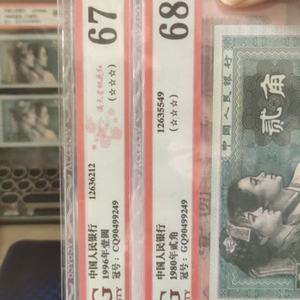 中国人民银行
1996年壹圆
冠号：CQ90499249
12636212
67
(☆☆☆)
中国人民银行
1980年贰角
冠号：GQ90499249
12635549
68
(☆☆☆)
中国人民银行
贰角